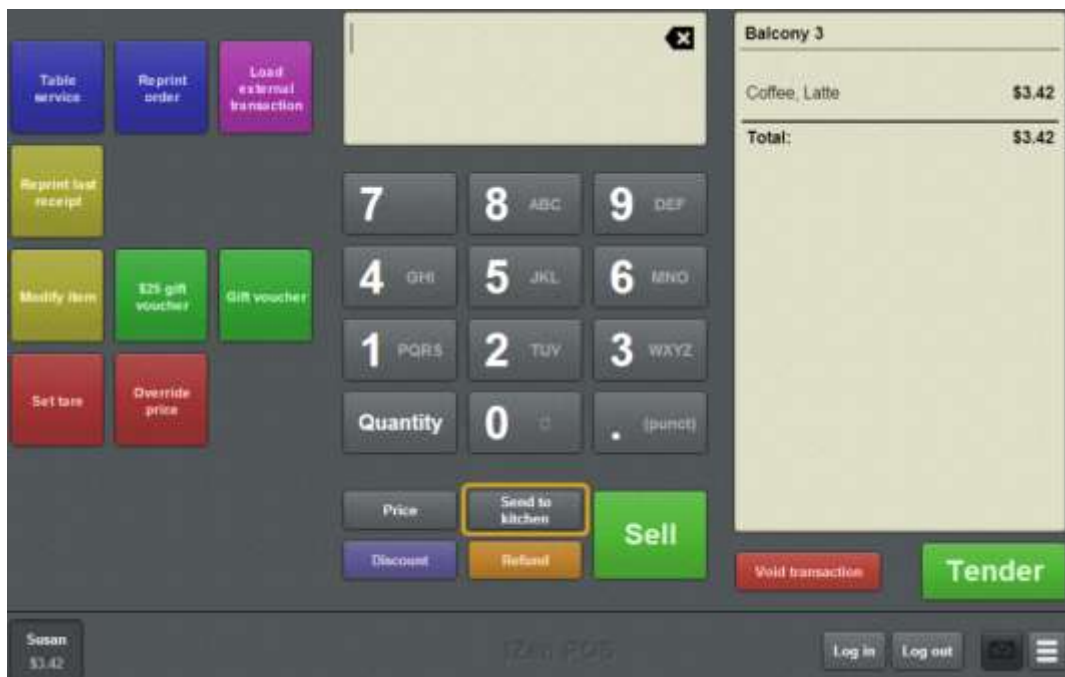 Table
service
Reprint
order
Load
external
transaction
Reprint last
receipt
Modify item
$25 gift
voucher
Gift voucher
Set tare
Override
price
7
8 ABC
9 DEF
4 GHI
5 JKL
6 MNO
1 PQRS
2 TUV
3 WXYZ
Quantity
0
. (punct)
Price
Send to
kitchen
Sell
Discount
Refund
Balcony 3
Coffee, Latte $3.42
Total: $3.42
Void transaction
Tender
Susan
$3.42
POS
Log in
Log out